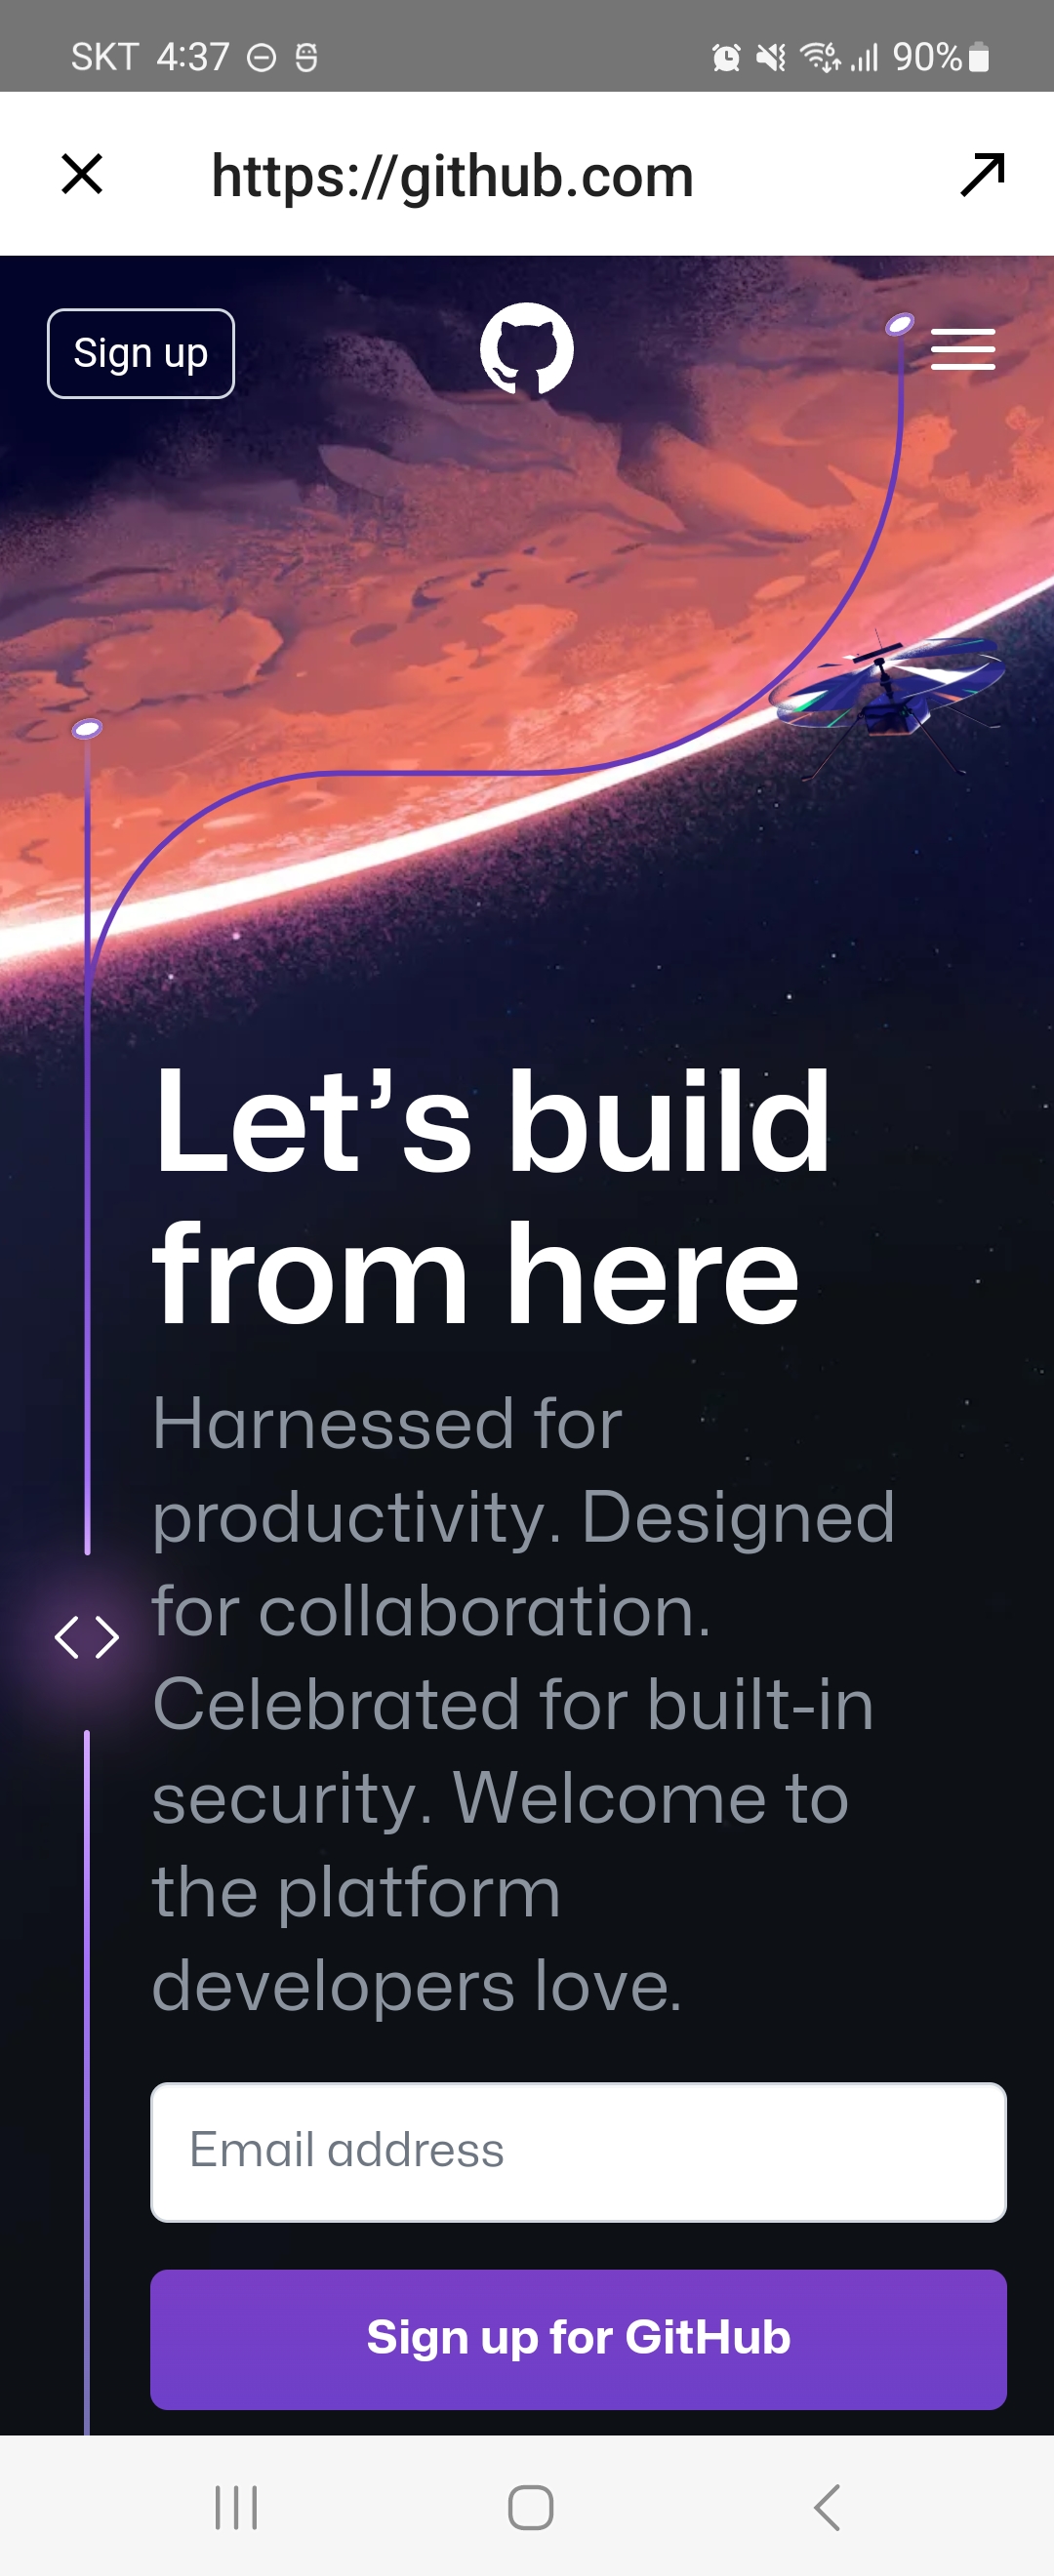 SKT 4:37 90%
https://github.com
Sign up
Let’s build
from here
Harnessed for
productivity. Designed
for collaboration.
Celebrated for built-in
security. Welcome to
the platform
developers love.
Email address
Sign up for GitHub